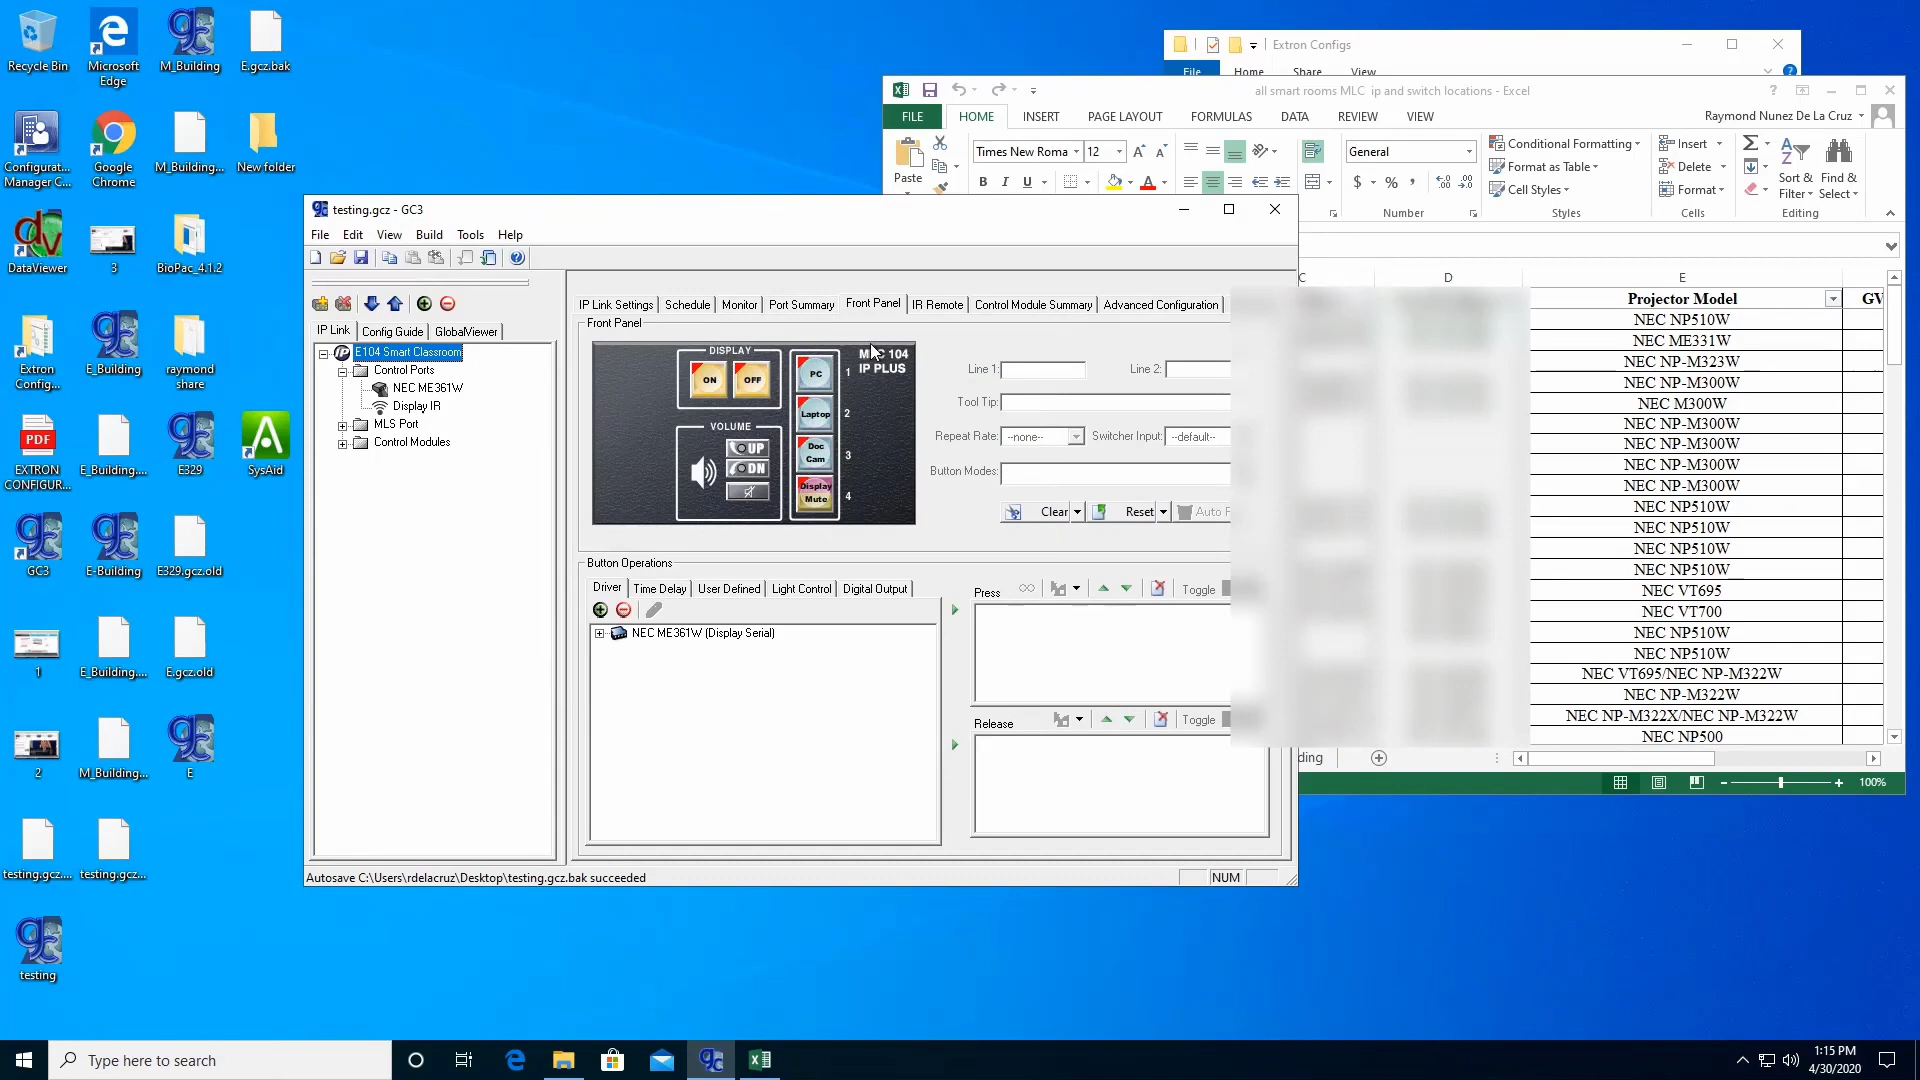 Recycle Bin
Microsoft Edge
M_Building
E.gcz.bak
Configurat... Manager C...
Google Chrome
M_Building...
New folder
DataViewer
3
BioPac_4.1.2
Extron Config...
E_Building
raymond share
EXTRON CONFIGUR...
E_Building....
E329
SysAid
GC3
E-Building
E329.gcz.old
1
E_Building....
E.gcz.old
2
M_Building...
E
testing.gcz....
testing.gcz...
testing
Extron Configs
File Home Share View
all smart rooms MLC ip and switch locations - Excel
FILE HOME INSERT PAGE LAYOUT FORMULAS DATA REVIEW VIEW
Raymond Nunez De La Cruz
Paste
Times New Roma 12
B I U
General
$ % ,
Conditional Formatting
Format as Table
Cell Styles
Insert
Delete
Format
Sort & Filter
Find & Select
Number Styles Cells Editing
D E
Projector Model
NEC NP510W
NEC ME331W
NEC NP-M323W
NEC NP-M300W
NEC M300W
NEC NP-M300W
NEC NP-M300W
NEC NP-M300W
NEC NP-M300W
NEC NP510W
NEC NP510W
NEC NP510W
NEC NP510W
NEC VT695
NEC VT700
NEC NP510W
NEC NP510W
NEC VT695/NEC NP-M322W
NEC NP-M322W
NEC NP-M322X/NEC NP-M322W
NEC NP500
ding
100%
testing.gcz - GC3
File Edit View Build Tools Help
IP Link Config Guide GlobalViewer
E104 Smart Classroom
Control Ports
NEC ME361W
Display IR
MLS Port
Control Modules
IP Link Settings Schedule Monitor Port Summary Front Panel IR Remote Control Module Summary Advanced Configuration
Front Panel
DISPLAY
ON OFF
VOLUME
UP
DN
PC 1
Laptop 2
Doc Cam 3
Display Mute 4
104
IP PLUS
Line 1: Line 2:
Tool Tip:
Repeat Rate: --none-- Switcher Input: --default--
Button Modes:
Clear Reset Auto
Button Operations
Driver Time Delay User Defined Light Control Digital Output
NEC ME361W (Display Serial)
Press Toggle
Release Toggle
Autosave C:\Users\rdelacruz\Desktop\testing.gcz.bak succeeded
NUM
Type here to search
1:15 PM
4/30/2020